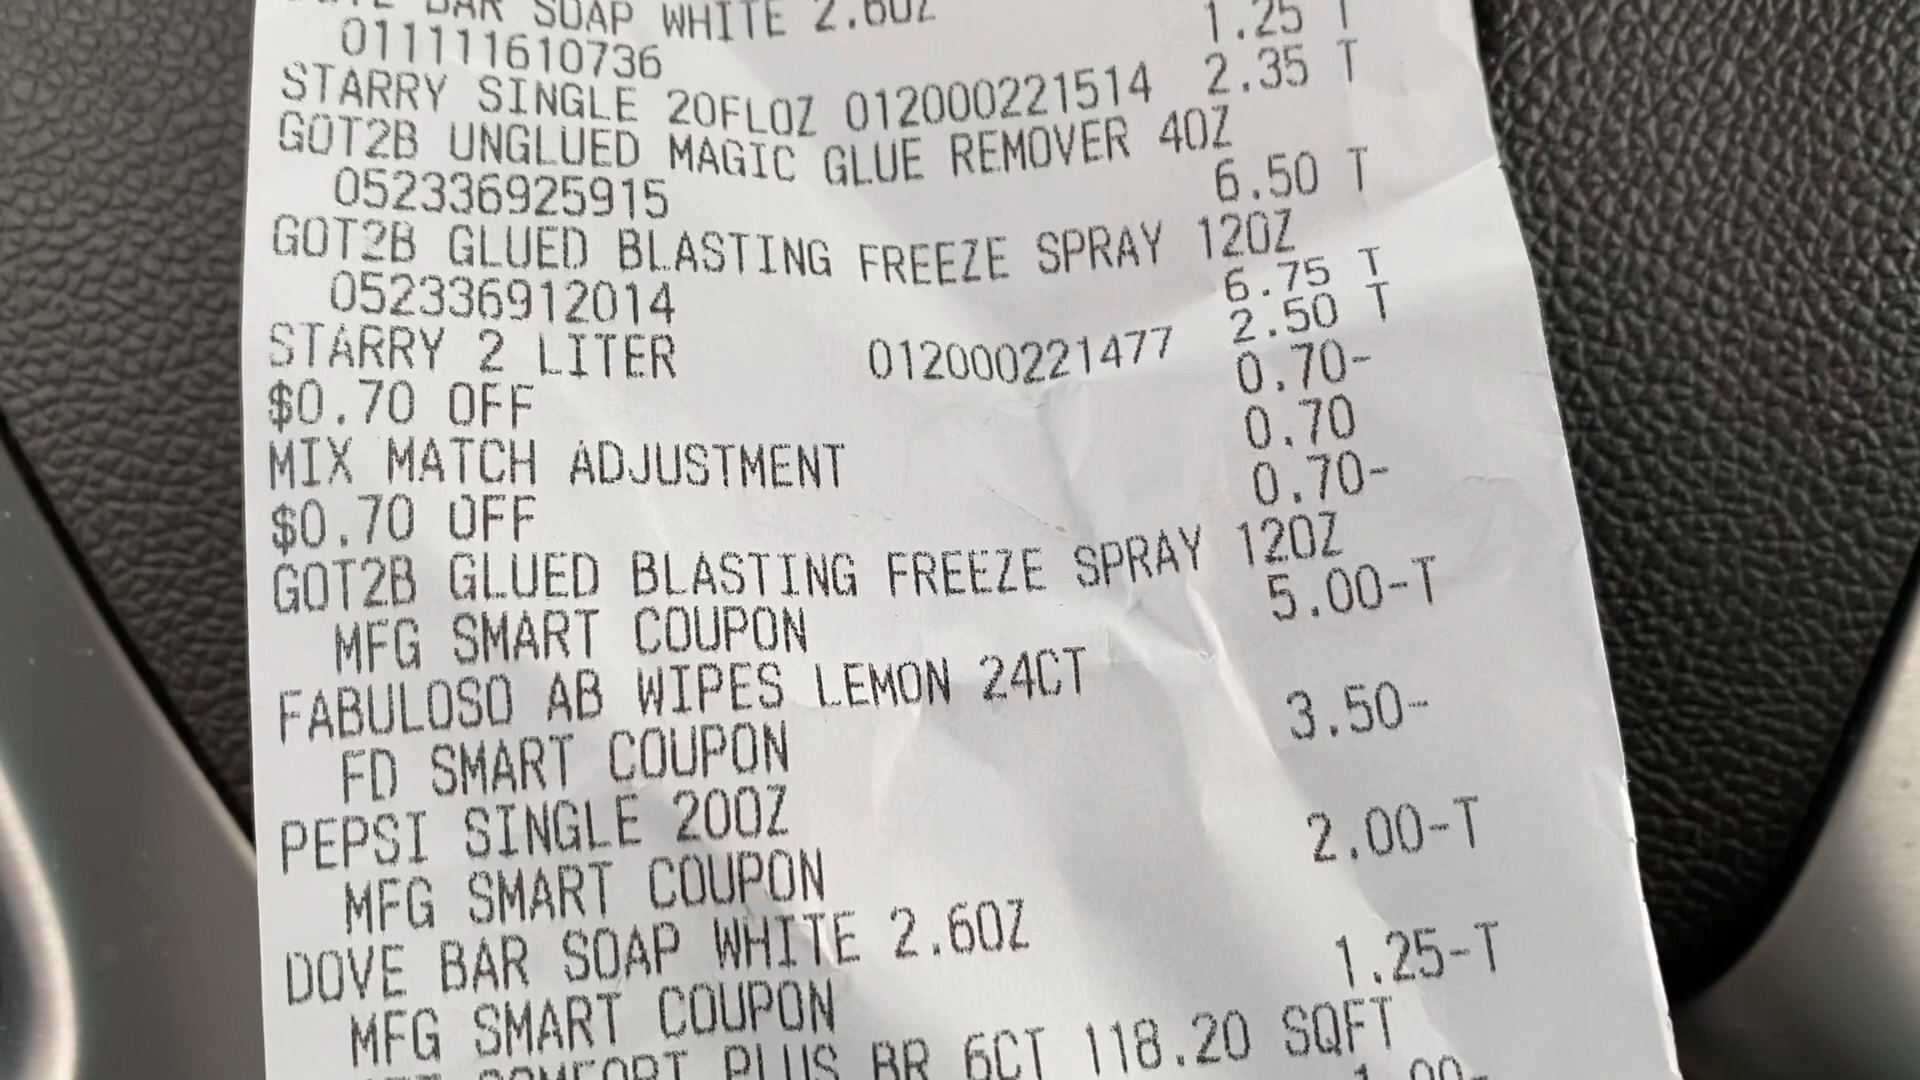 BAR SOAP WHITE 2.60Z 1.25 T
011111610736
STARRY SINGLE 20FLOZ 012000221514 2.35 T
GOT2B UNGLUED MAGIC GLUE REMOVER 4OZ
052336925915 6.50 T
GOT2B GLUED BLASTING FREEZE SPRAY 12OZ
052336912014 6.75 T
STARRY 2 LITER 012000221477 2.50 T
$0.70 OFF 0.70-
MIX MATCH ADJUSTMENT 0.70
$0.70 OFF 0.70-
GOT2B GLUED BLASTING FREEZE SPRAY 12OZ
MFG SMART COUPON 5.00-T
FABULOSO AB WIPES LEMON 24CT
FD SMART COUPON 3.50-
PEPSI SINGLE 20OZ
MFG SMART COUPON 2.00-T
DOVE BAR SOAP WHITE 2.6OZ
MFG SMART COUPON 1.25-T
COMFORT PLUS BR 6CT 118.20 SQFT
1.00-